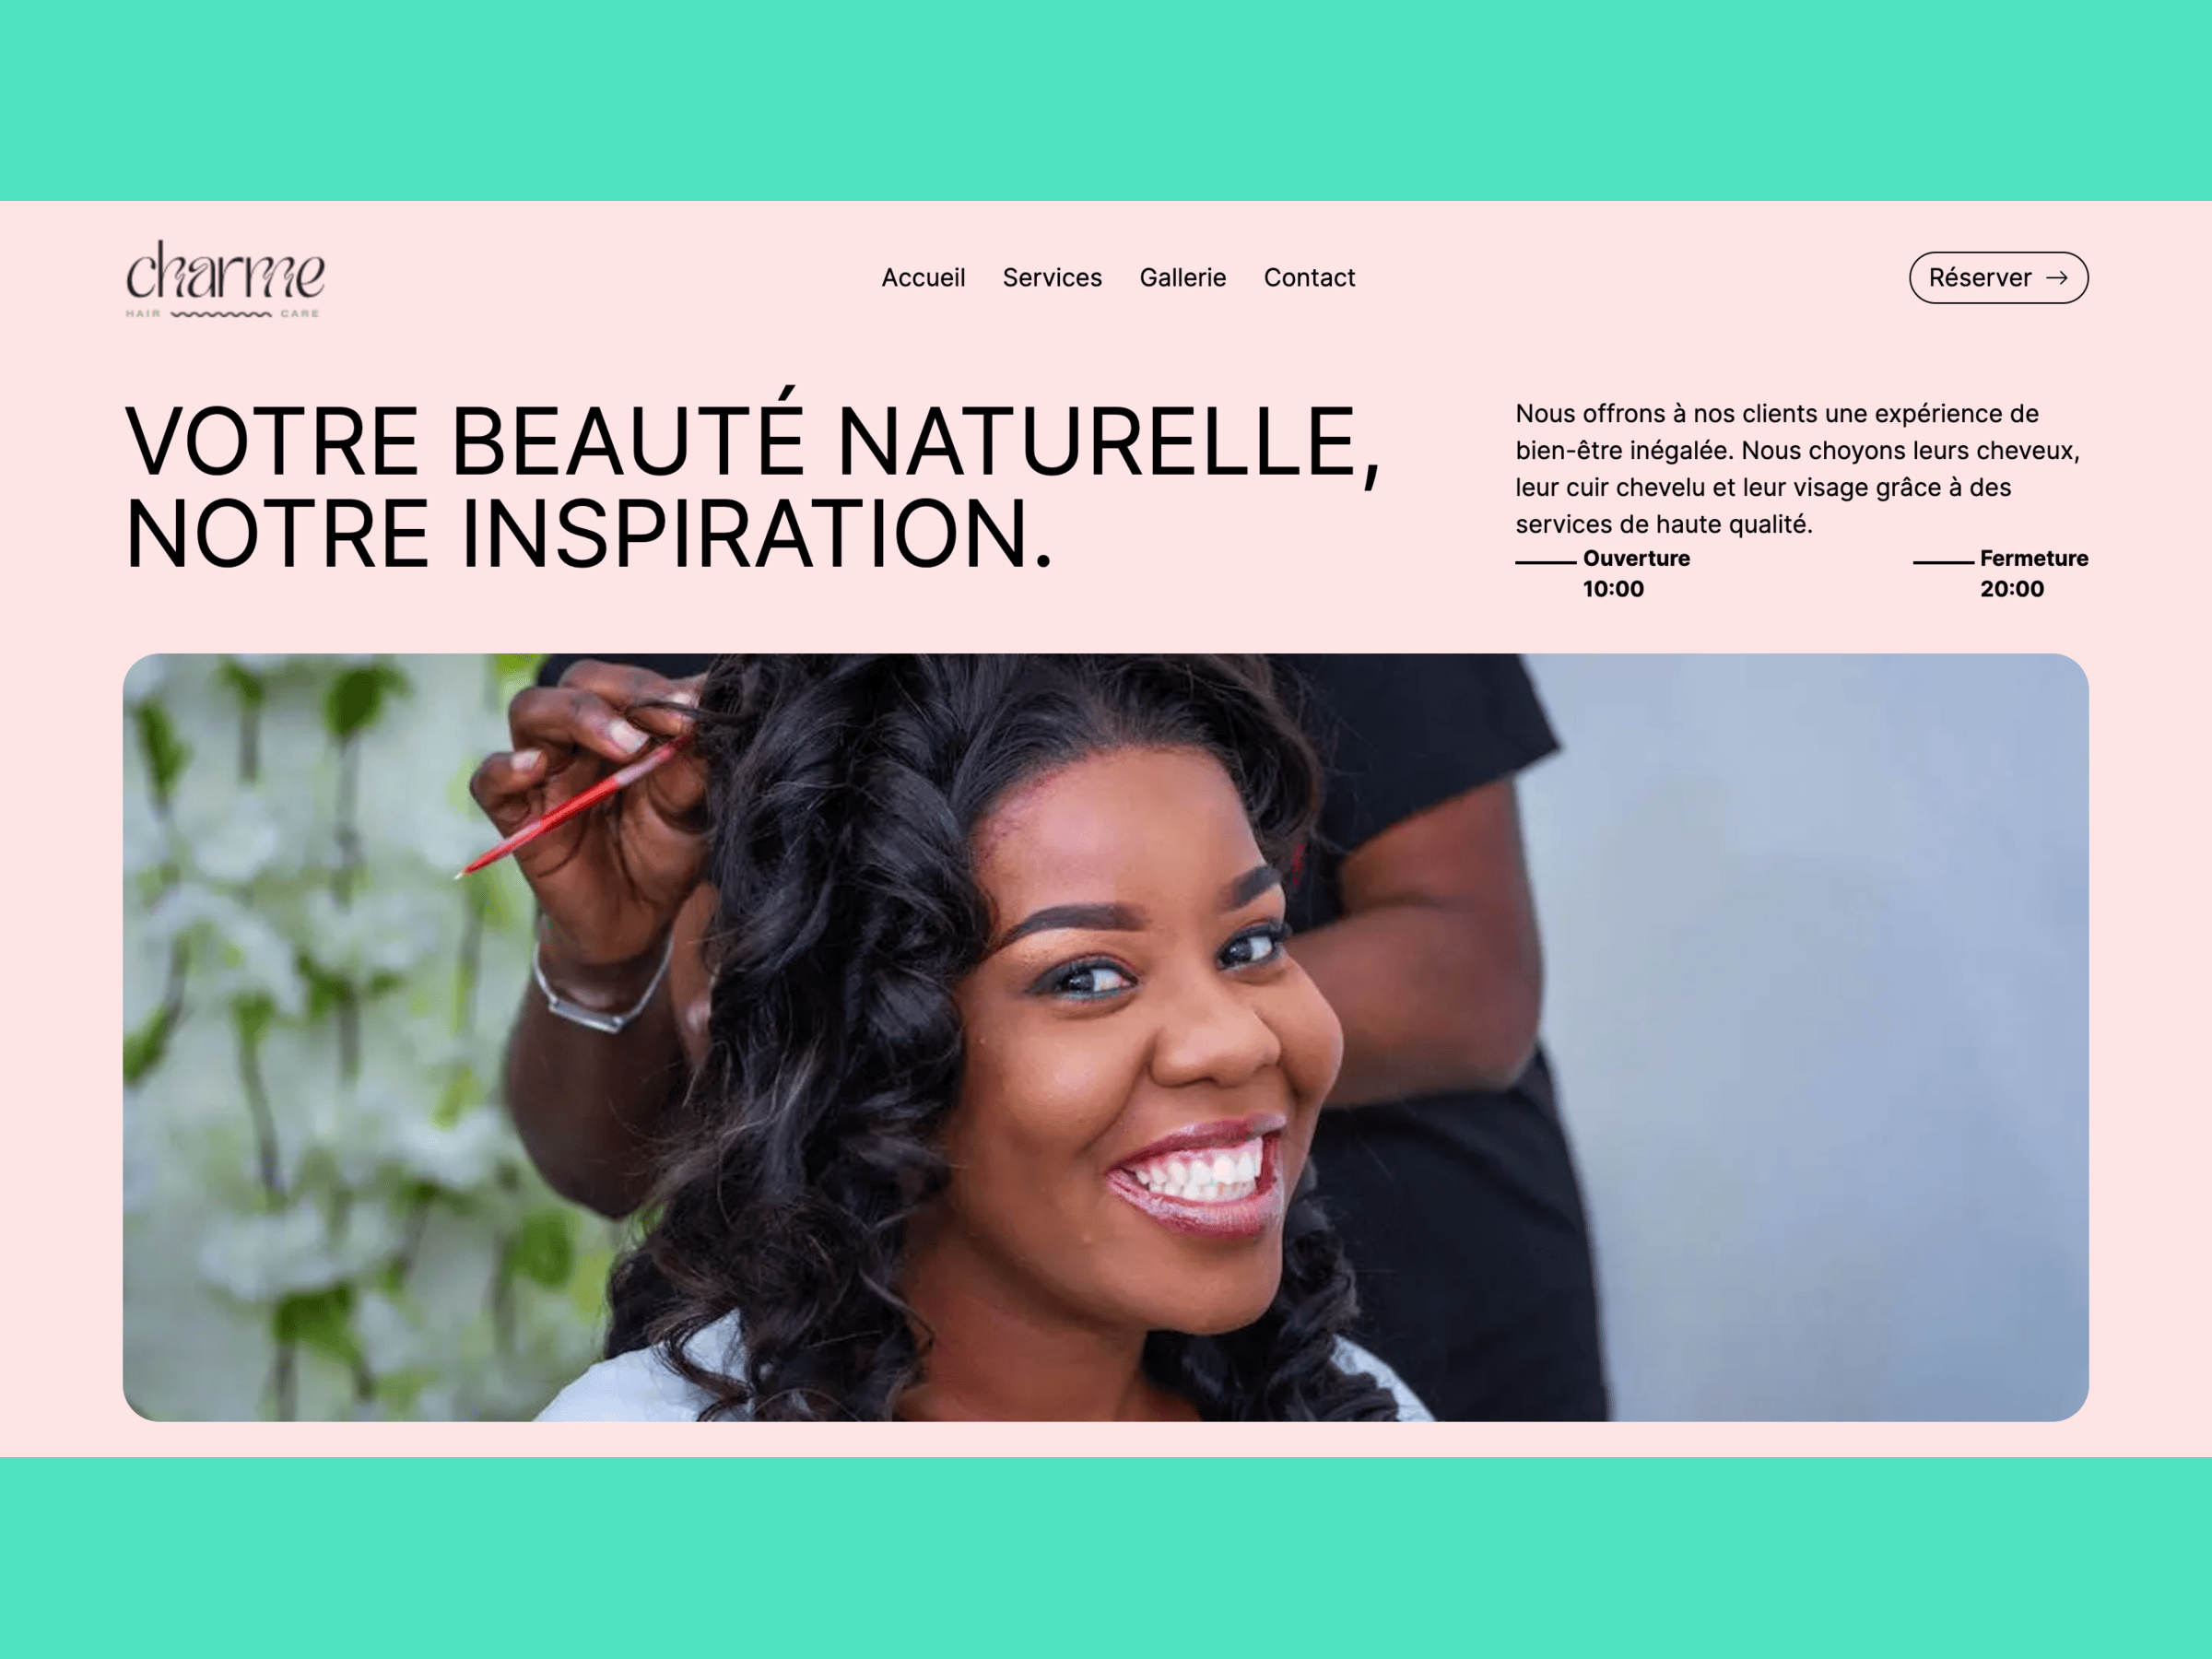 charme
HAIR CARE
Accueil Services Gallerie Contact
Réserver
VOTRE BEAUTÉ NATURELLE,
NOTRE INSPIRATION.
Nous offrons à nos clients une expérience de
bien-être inégalée. Nous choyons leurs cheveux,
leur cuir chevelu et leur visage grâce à des
services de haute qualité.
Ouverture
10:00
Fermeture
20:00